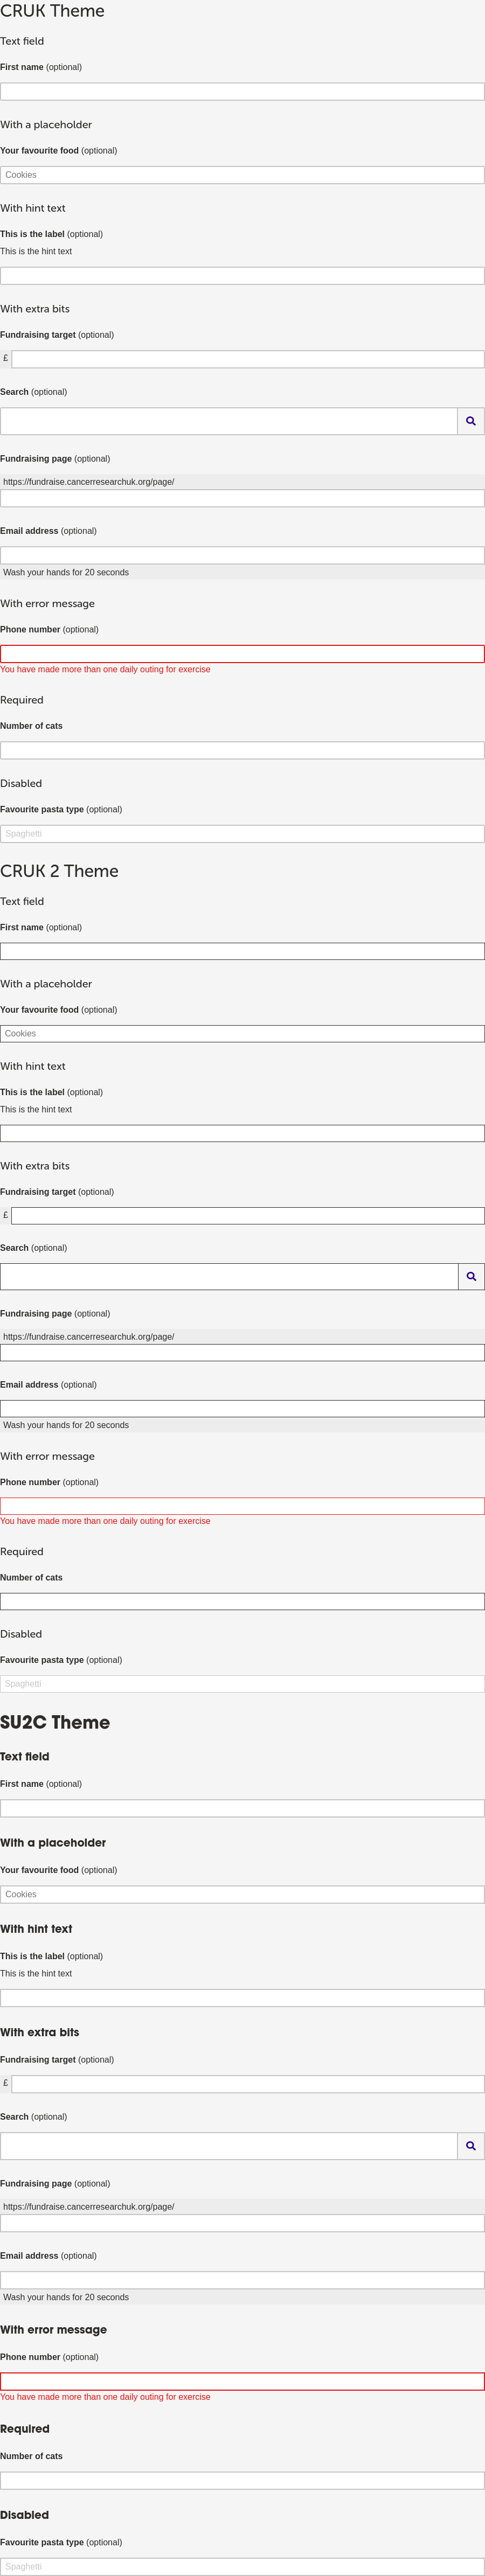 CRUK Theme
Text field
First name (optional)
With a placeholder
Your favourite food (optional)
Cookies
With hint text
This is the label (optional)
This is the hint text
With extra bits
Fundraising target (optional)
£
Search (optional)
Fundraising page (optional)
https://fundraise.cancerresearchuk.org/page/
Email address (optional)
Wash your hands for 20 seconds
With error message
Phone number (optional)
You have made more than one daily outing for exercise
Required
Number of cats
Disabled
Favourite pasta type (optional)
Spaghetti
CRUK 2 Theme
Text field
First name (optional)
With a placeholder
Your favourite food (optional)
Cookies
With hint text
This is the label (optional)
This is the hint text
With extra bits
Fundraising target (optional)
£
Search (optional)
Fundraising page (optional)
https://fundraise.cancerresearchuk.org/page/
Email address (optional)
Wash your hands for 20 seconds
With error message
Phone number (optional)
You have made more than one daily outing for exercise
Required
Number of cats
Disabled
Favourite pasta type (optional)
Spaghetti
SU2C Theme
Text field
First name (optional)
With a placeholder
Your favourite food (optional)
Cookies
With hint text
This is the label (optional)
This is the hint text
With extra bits
Fundraising target (optional)
£
Search (optional)
Fundraising page (optional)
https://fundraise.cancerresearchuk.org/page/
Email address (optional)
Wash your hands for 20 seconds
With error message
Phone number (optional)
You have made more than one daily outing for exercise
Required
Number of cats
Disabled
Favourite pasta type (optional)
Spaghetti